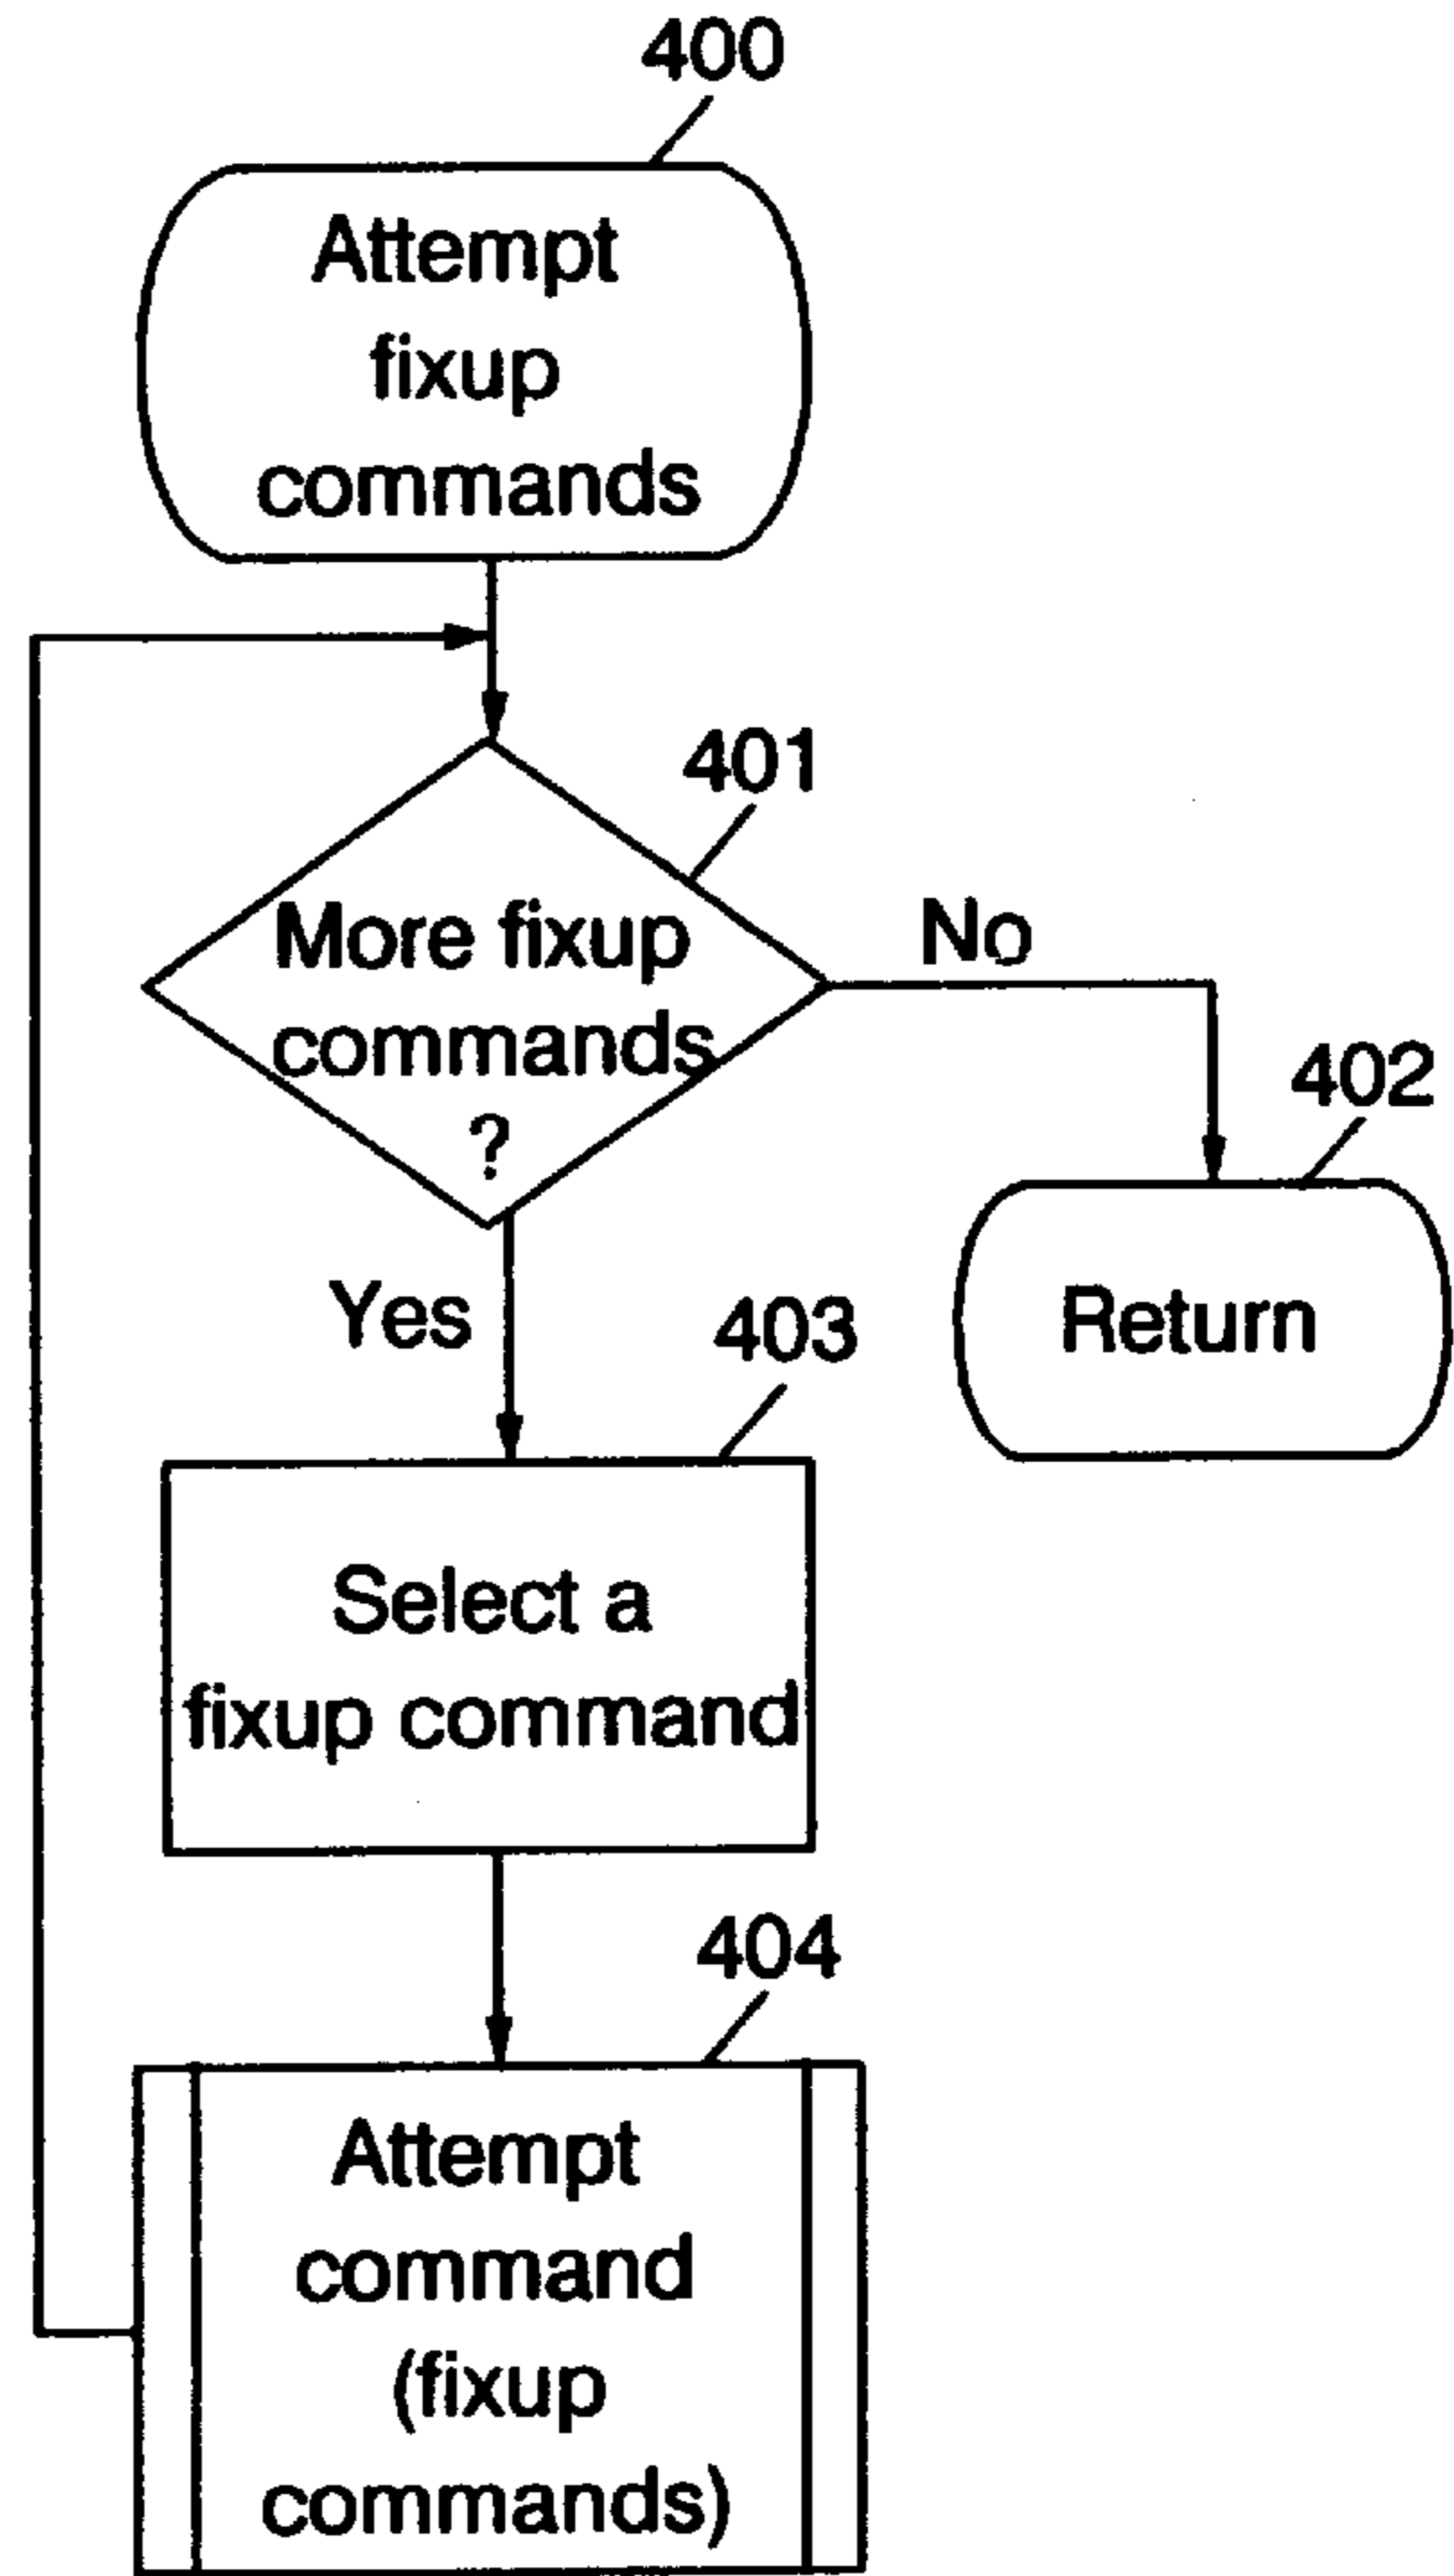 400
Attempt
fixup
commands
401
More fixup
commands
?
No
402
Return
Yes
403
Select a
fixup command
404
Attempt
command
(fixup
commands)